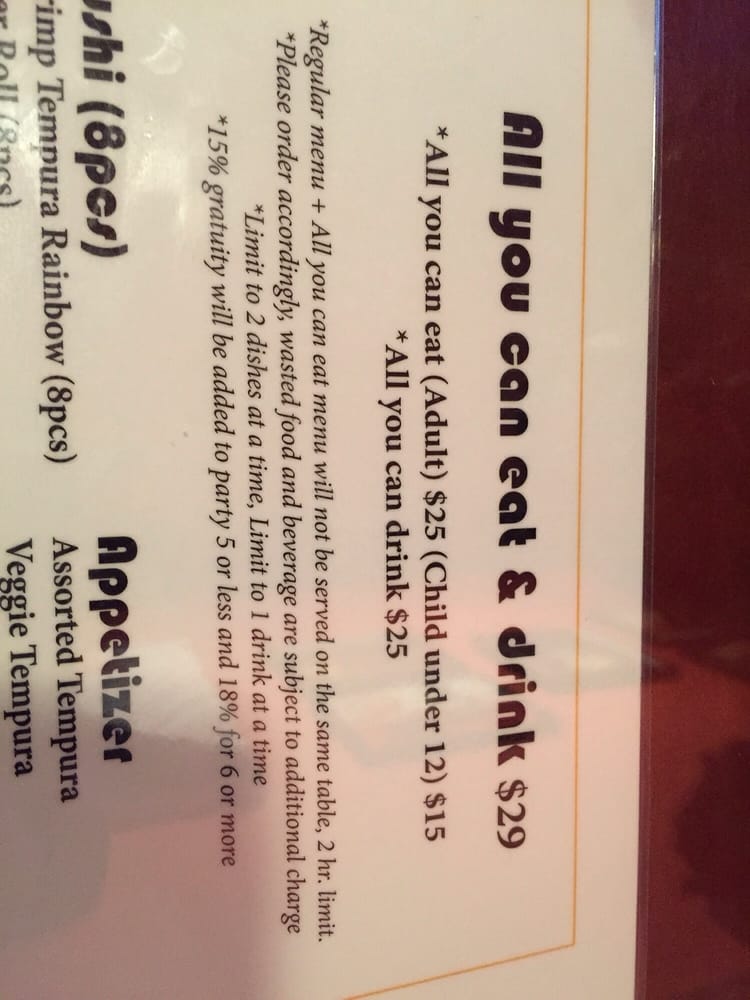 All you can eat & drink $29
*All you can eat (Adult) $25 (Child under 12) $15
*All you can drink $25
*Regular menu + All you can eat menu will not be served on the same table, 2 hr. limit.
*Please order accordingly, wasted food and beverage are subject to additional charge
*Limit to 2 dishes at a time, Limit to 1 drink at a time
*15% gratuity will be added to party 5 or less and 18% for 6 or more
(8pcs)
Tempura Rainbow (8pcs)
Roll (8pcs)
Appetizer
Assorted Tempura
Veggie Tempura